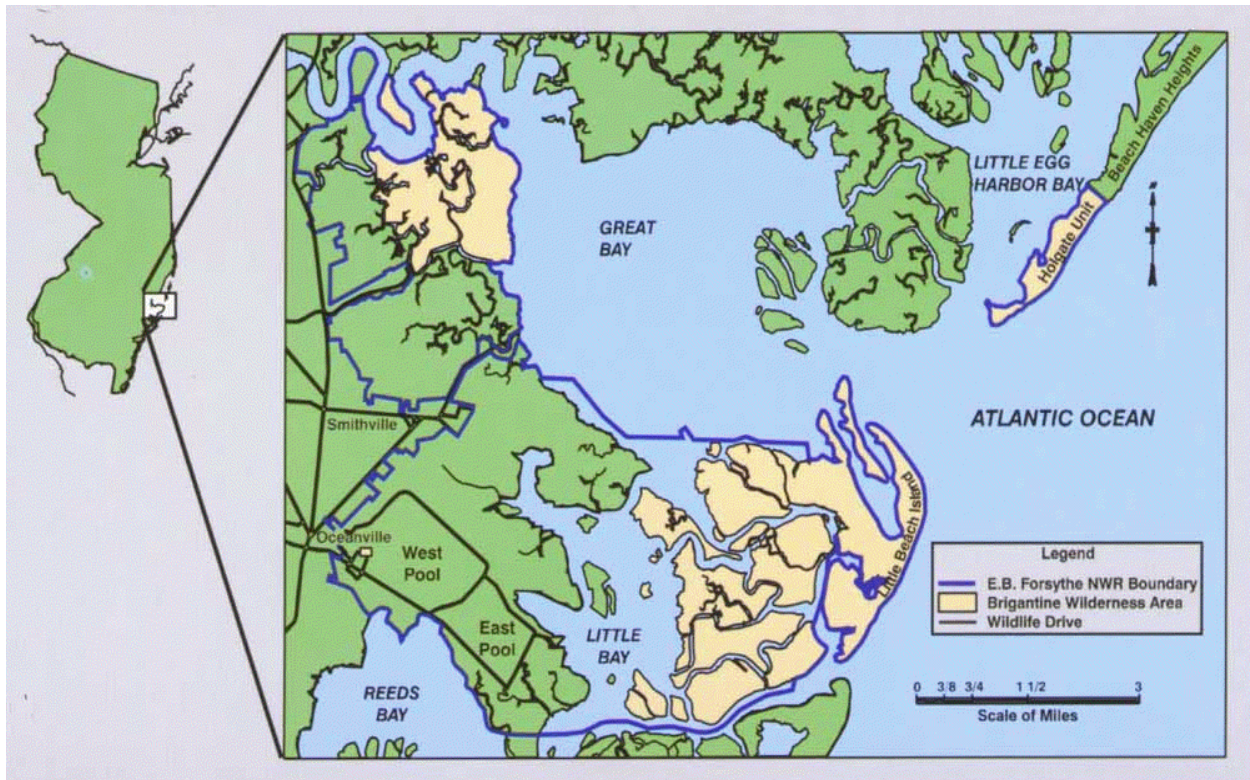 Beach Haven Heights
LITTLE EGG
HARBOR BAY
GREAT
BAY
Holgate Unit
ATLANTIC OCEAN
Smithville
Little Beach Island
Oceanville
West
Pool
East
Pool
LITTLE
BAY
REEDS
BAY
Legend
E.B. Forsythe NWR Boundary
Brigantine Wilderness Area
Wildlife Drive
0 3/8 3/4 1 1/2 3
Scale of Miles